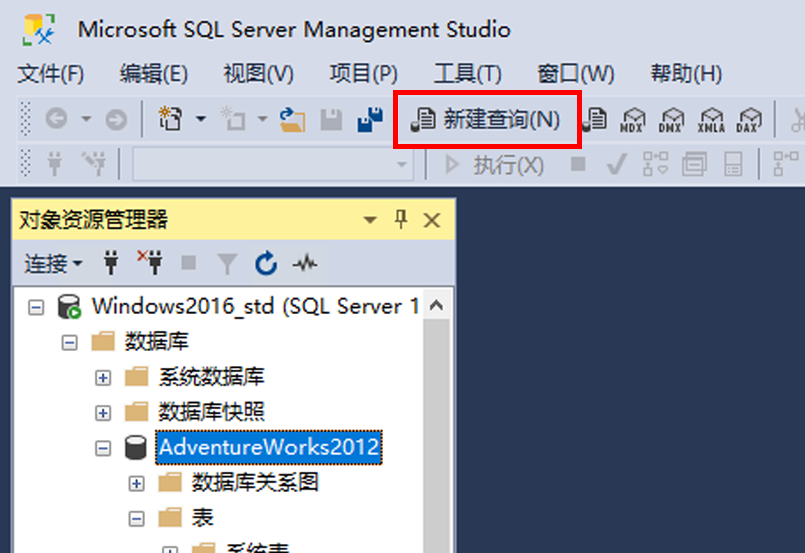 Microsoft SQL Server Management Studio
文件(F) 编辑(E) 视图(V) 项目(P) 工具(T) 窗口(W) 帮助(H)
新建查询(N) MDX DMX XMLA DAX
执行(X)
对象资源管理器
连接
Windows2016_std (SQL Server 1
数据库
系统数据库
数据库快照
AdventureWorks2012
数据库关系图
表
系统表